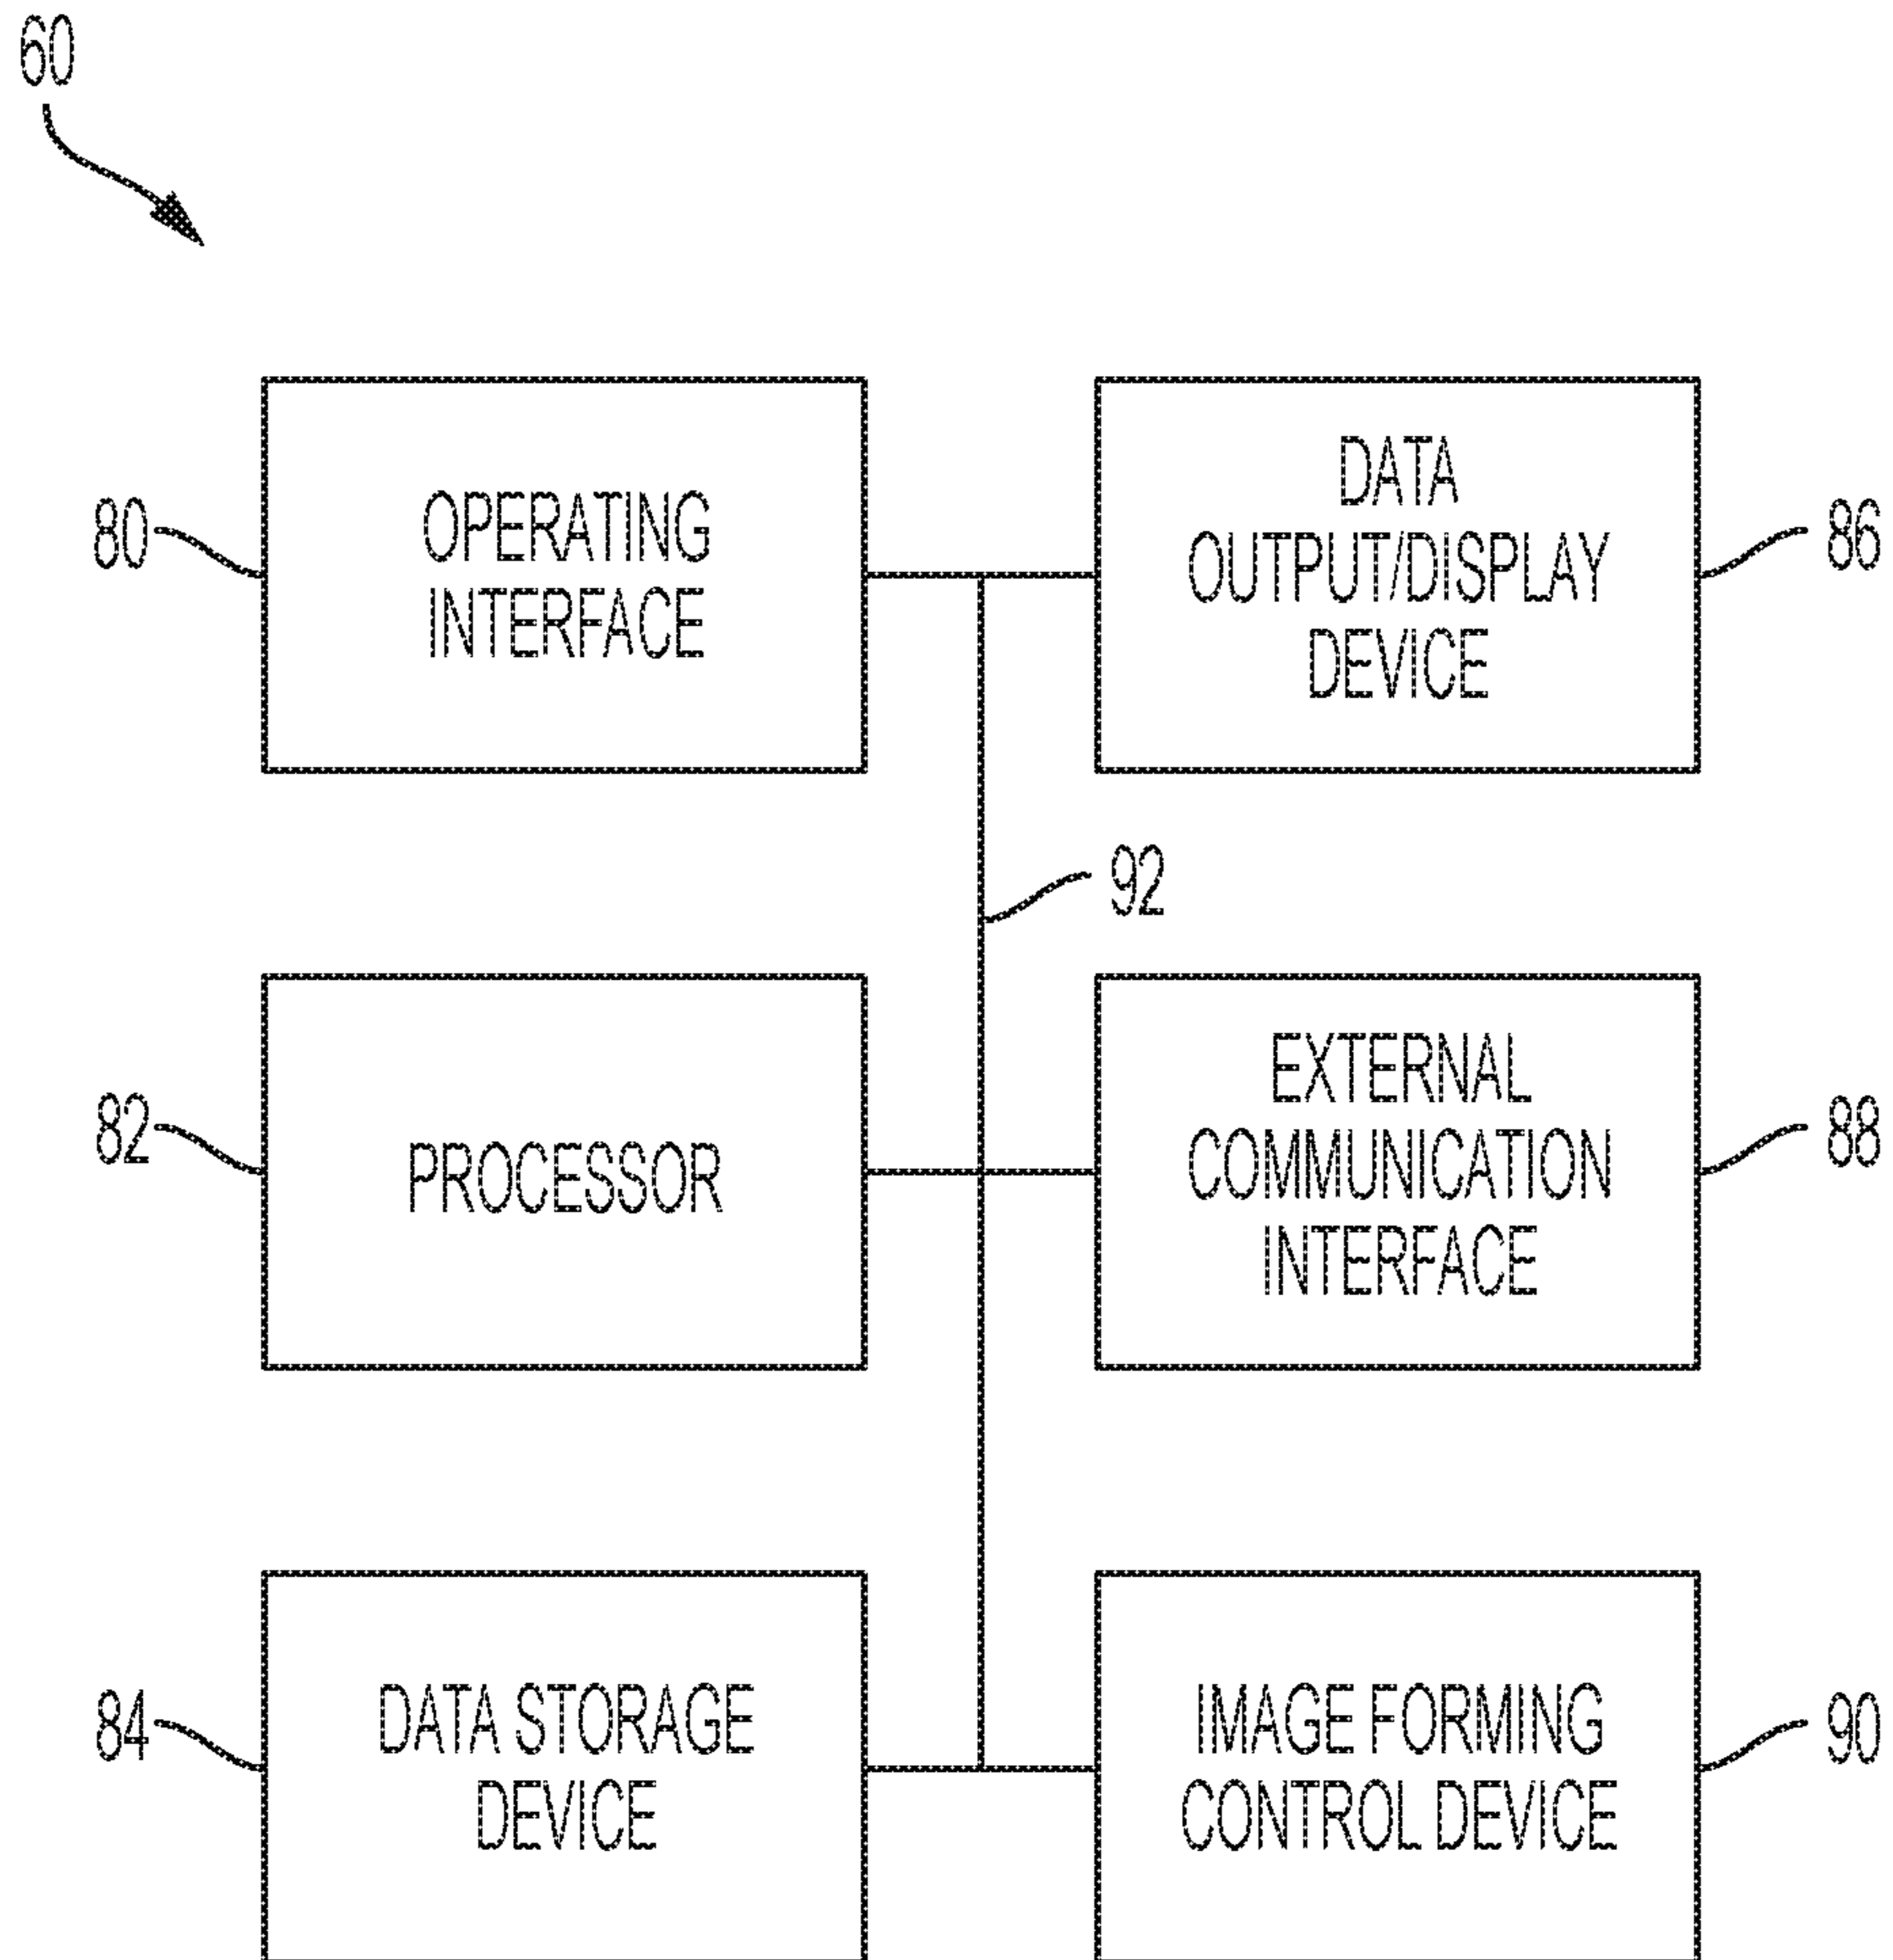 60
80
OPERATING
INTERFACE
DATA
OUTPUT/DISPLAY
DEVICE
86
92
82
PROCESSOR
EXTERNAL
COMMUNICATION
INTERFACE
88
84
DATA STORAGE
DEVICE
IMAGE FORMING
CONTROL DEVICE
90